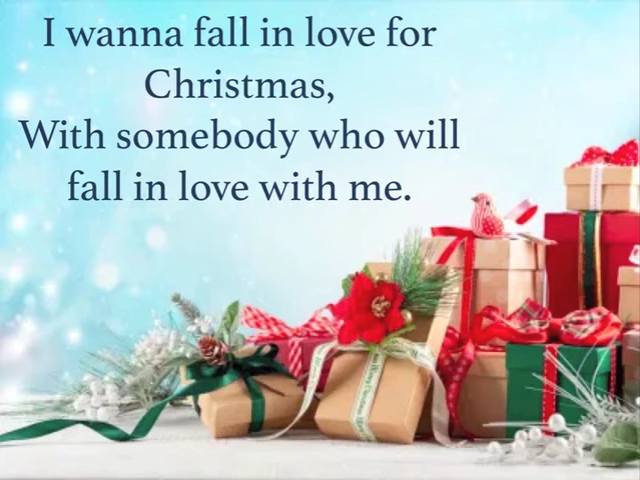 I wanna fall in love for
Christmas,
With somebody who will
fall in love with me.